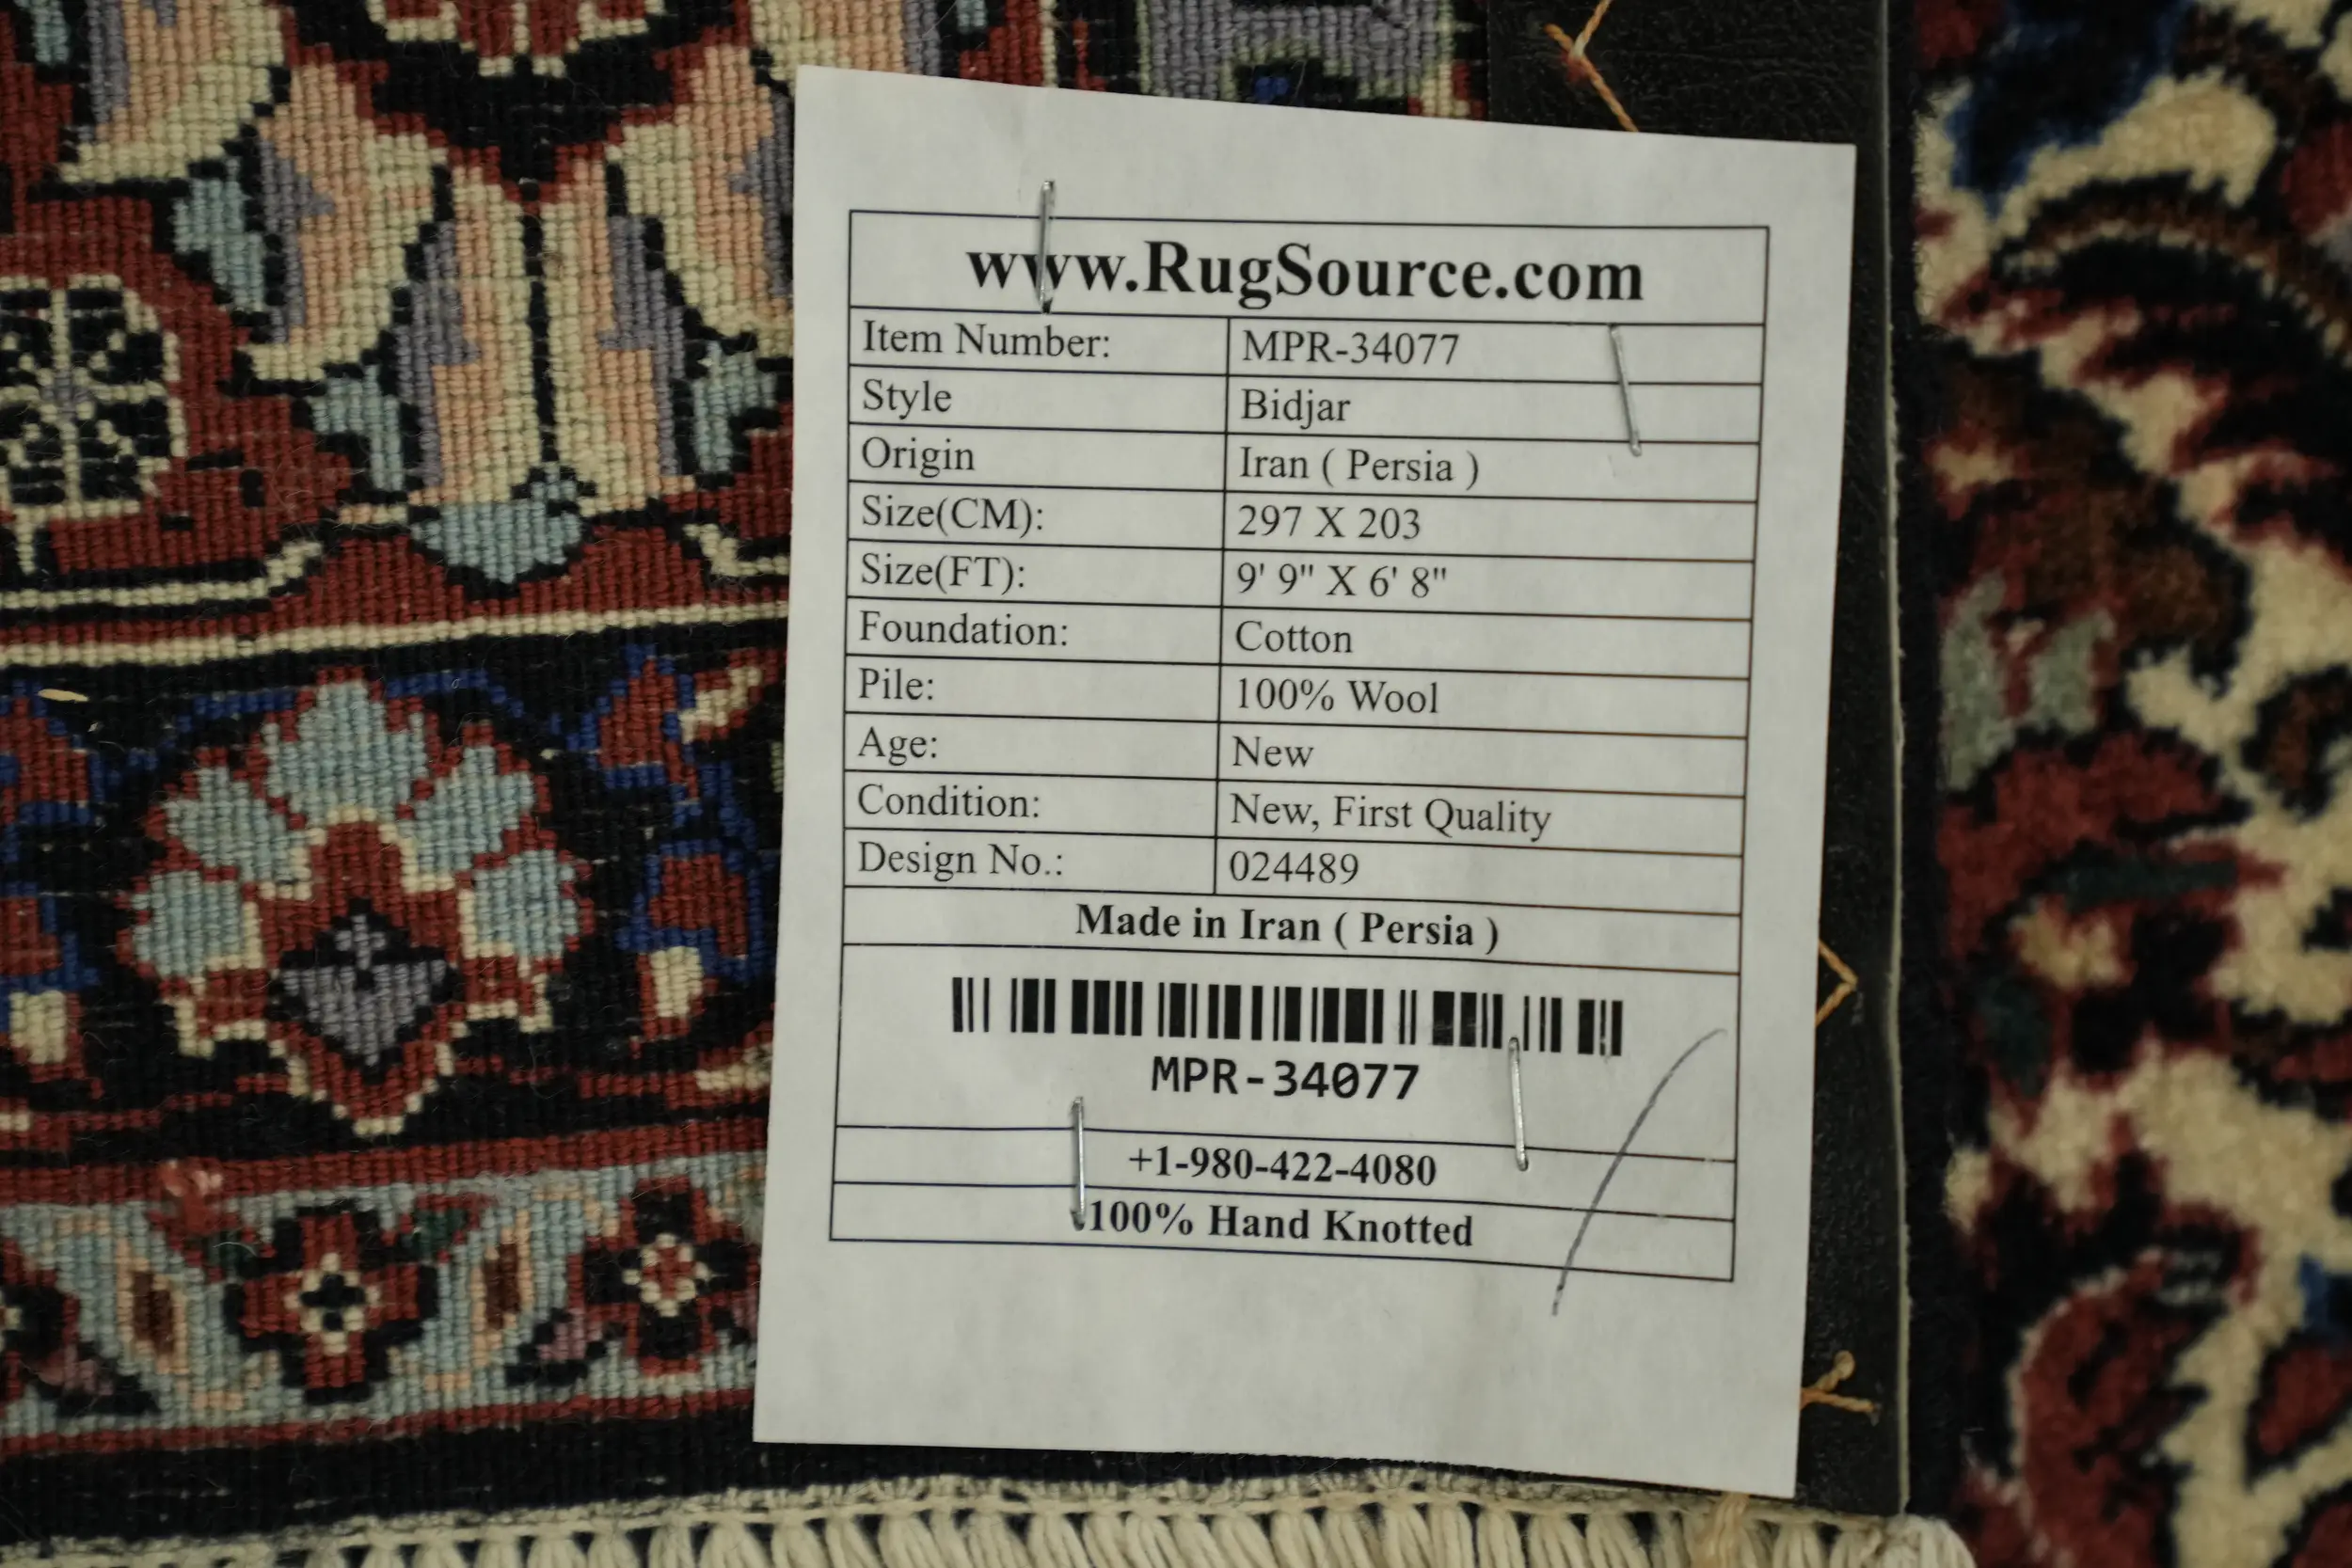 www.RugSource.com
Item Number: MPR-34077
Style Bidjar
Origin Iran ( Persia )
Size(CM): 297 X 203
Size(FT): 9' 9" X 6' 8"
Foundation: Cotton
Pile: 100% Wool
Age: New
Condition: New, First Quality
Design No.: 024489
Made in Iran ( Persia )
MPR-34077
+1-980-422-4080
100% Hand Knotted